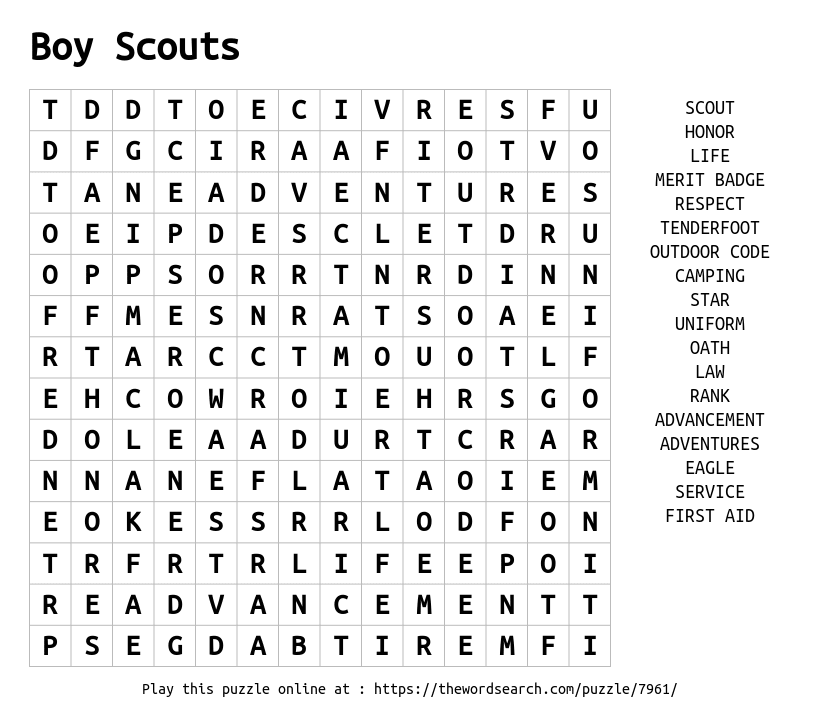 Boy Scouts
T D D T O E C I V R E S F U
D F G C I R A A F I O T V O
T A N E A D V E N T U R E S
O E I P D E S C L E T D R U
O P P S O R R T N R D I N N
F F M E S N R A T S O A E I
R T A R C C T M O U O T L F
E H C O W R O I E H R S G O
D O L E A A D U R T C R A R
N N A N E F L A T A O I E M
E O K E S S R R L O D F O N
T R F R T R L I F E E P O I
R E A D V A N C E M E N T T
P S E G D A B T I R E M F I
SCOUT
HONOR
LIFE
MERIT BADGE
RESPECT
TENDERFOOT
OUTDOOR CODE
CAMPING
STAR
UNIFORM
OATH
LAW
RANK
ADVANCEMENT
ADVENTURES
EAGLE
SERVICE
FIRST AID
Play this puzzle online at : https://thewordsearch.com/puzzle/7961/